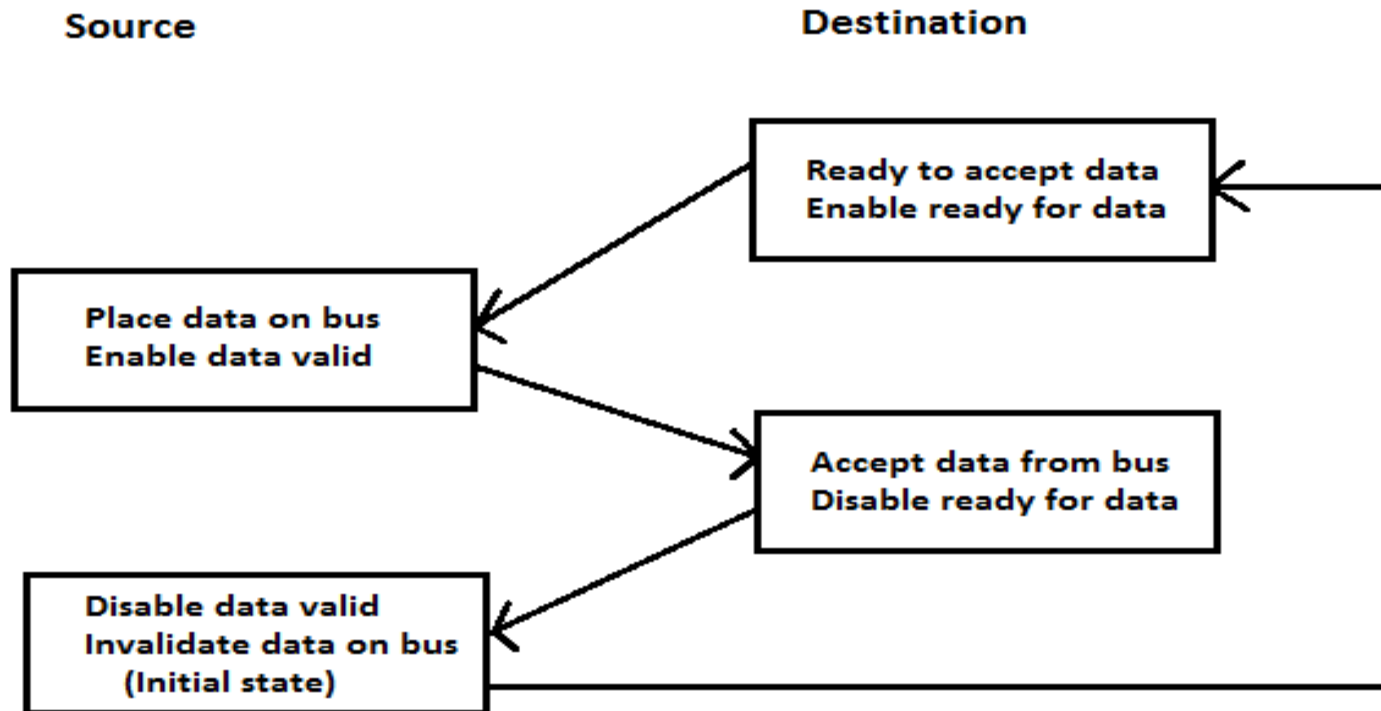 Source
Destination
Ready to accept data
Enable ready for data
Place data on bus
Enable data valid
Accept data from bus
Disable ready for data
Disable data valid
Invalidate data on bus
(Initial state)